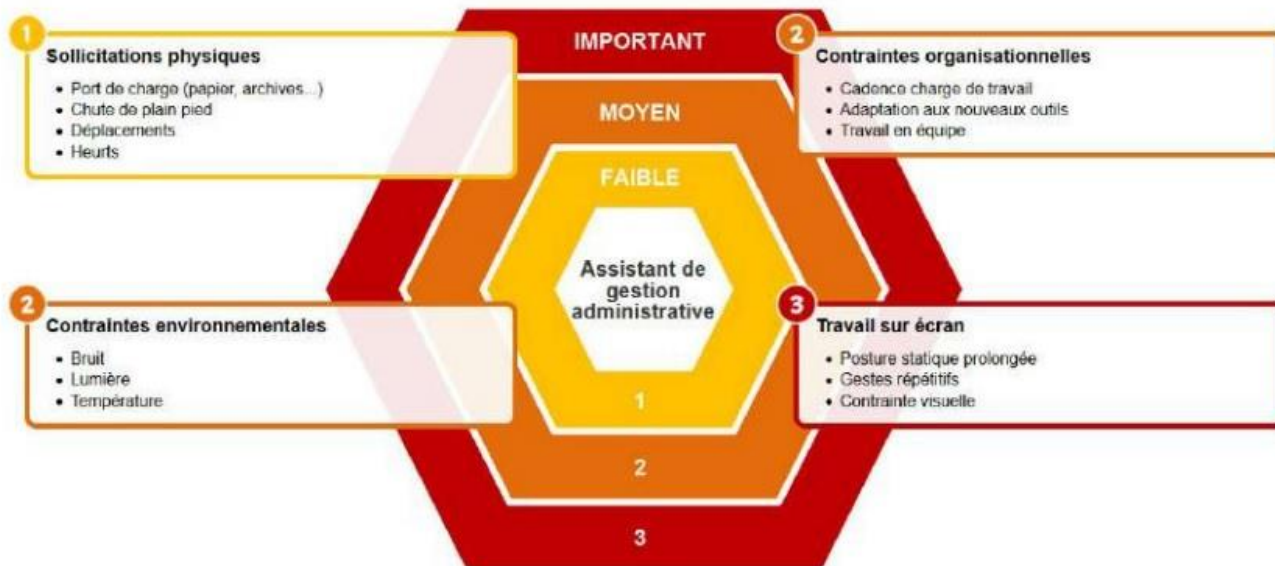 1
Sollicitations physiques
• Port de charge (papier, archives...)
• Chute de plain pied
• Déplacements
• Heurts
IMPORTANT
MOYEN
FAIBLE
2
Contraintes organisationnelles
• Cadence charge de travail
• Adaptation aux nouveaux outils
• Travail en équipe
Assistant de
gestion
administrative
2
Contraintes environnementales
• Bruit
• Lumière
• Température
3
Travail sur écran
• Posture statique prolongée
• Gestes répétitifs
• Contrainte visuelle
1
2
3